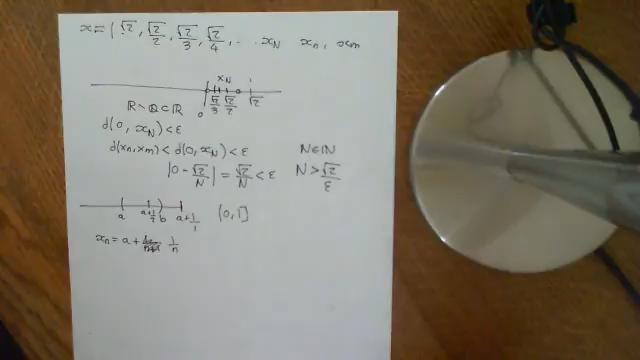 x = ( √2, √2/2, √2/3, √2/4, ... x_N x_n, x_m
x_N 1
0 √2/3 √2/2 √2
ℝ∖ℚ⊂ℝ
d(0, x_N) < ε
d(x_n, x_m) < d(0, x_N) < ε N∈ℕ
|0 - √2/N| = √2/N < ε N > √2/ε
a a+1/2 b a+1/1 (0,1]
x_n = a + 1/n